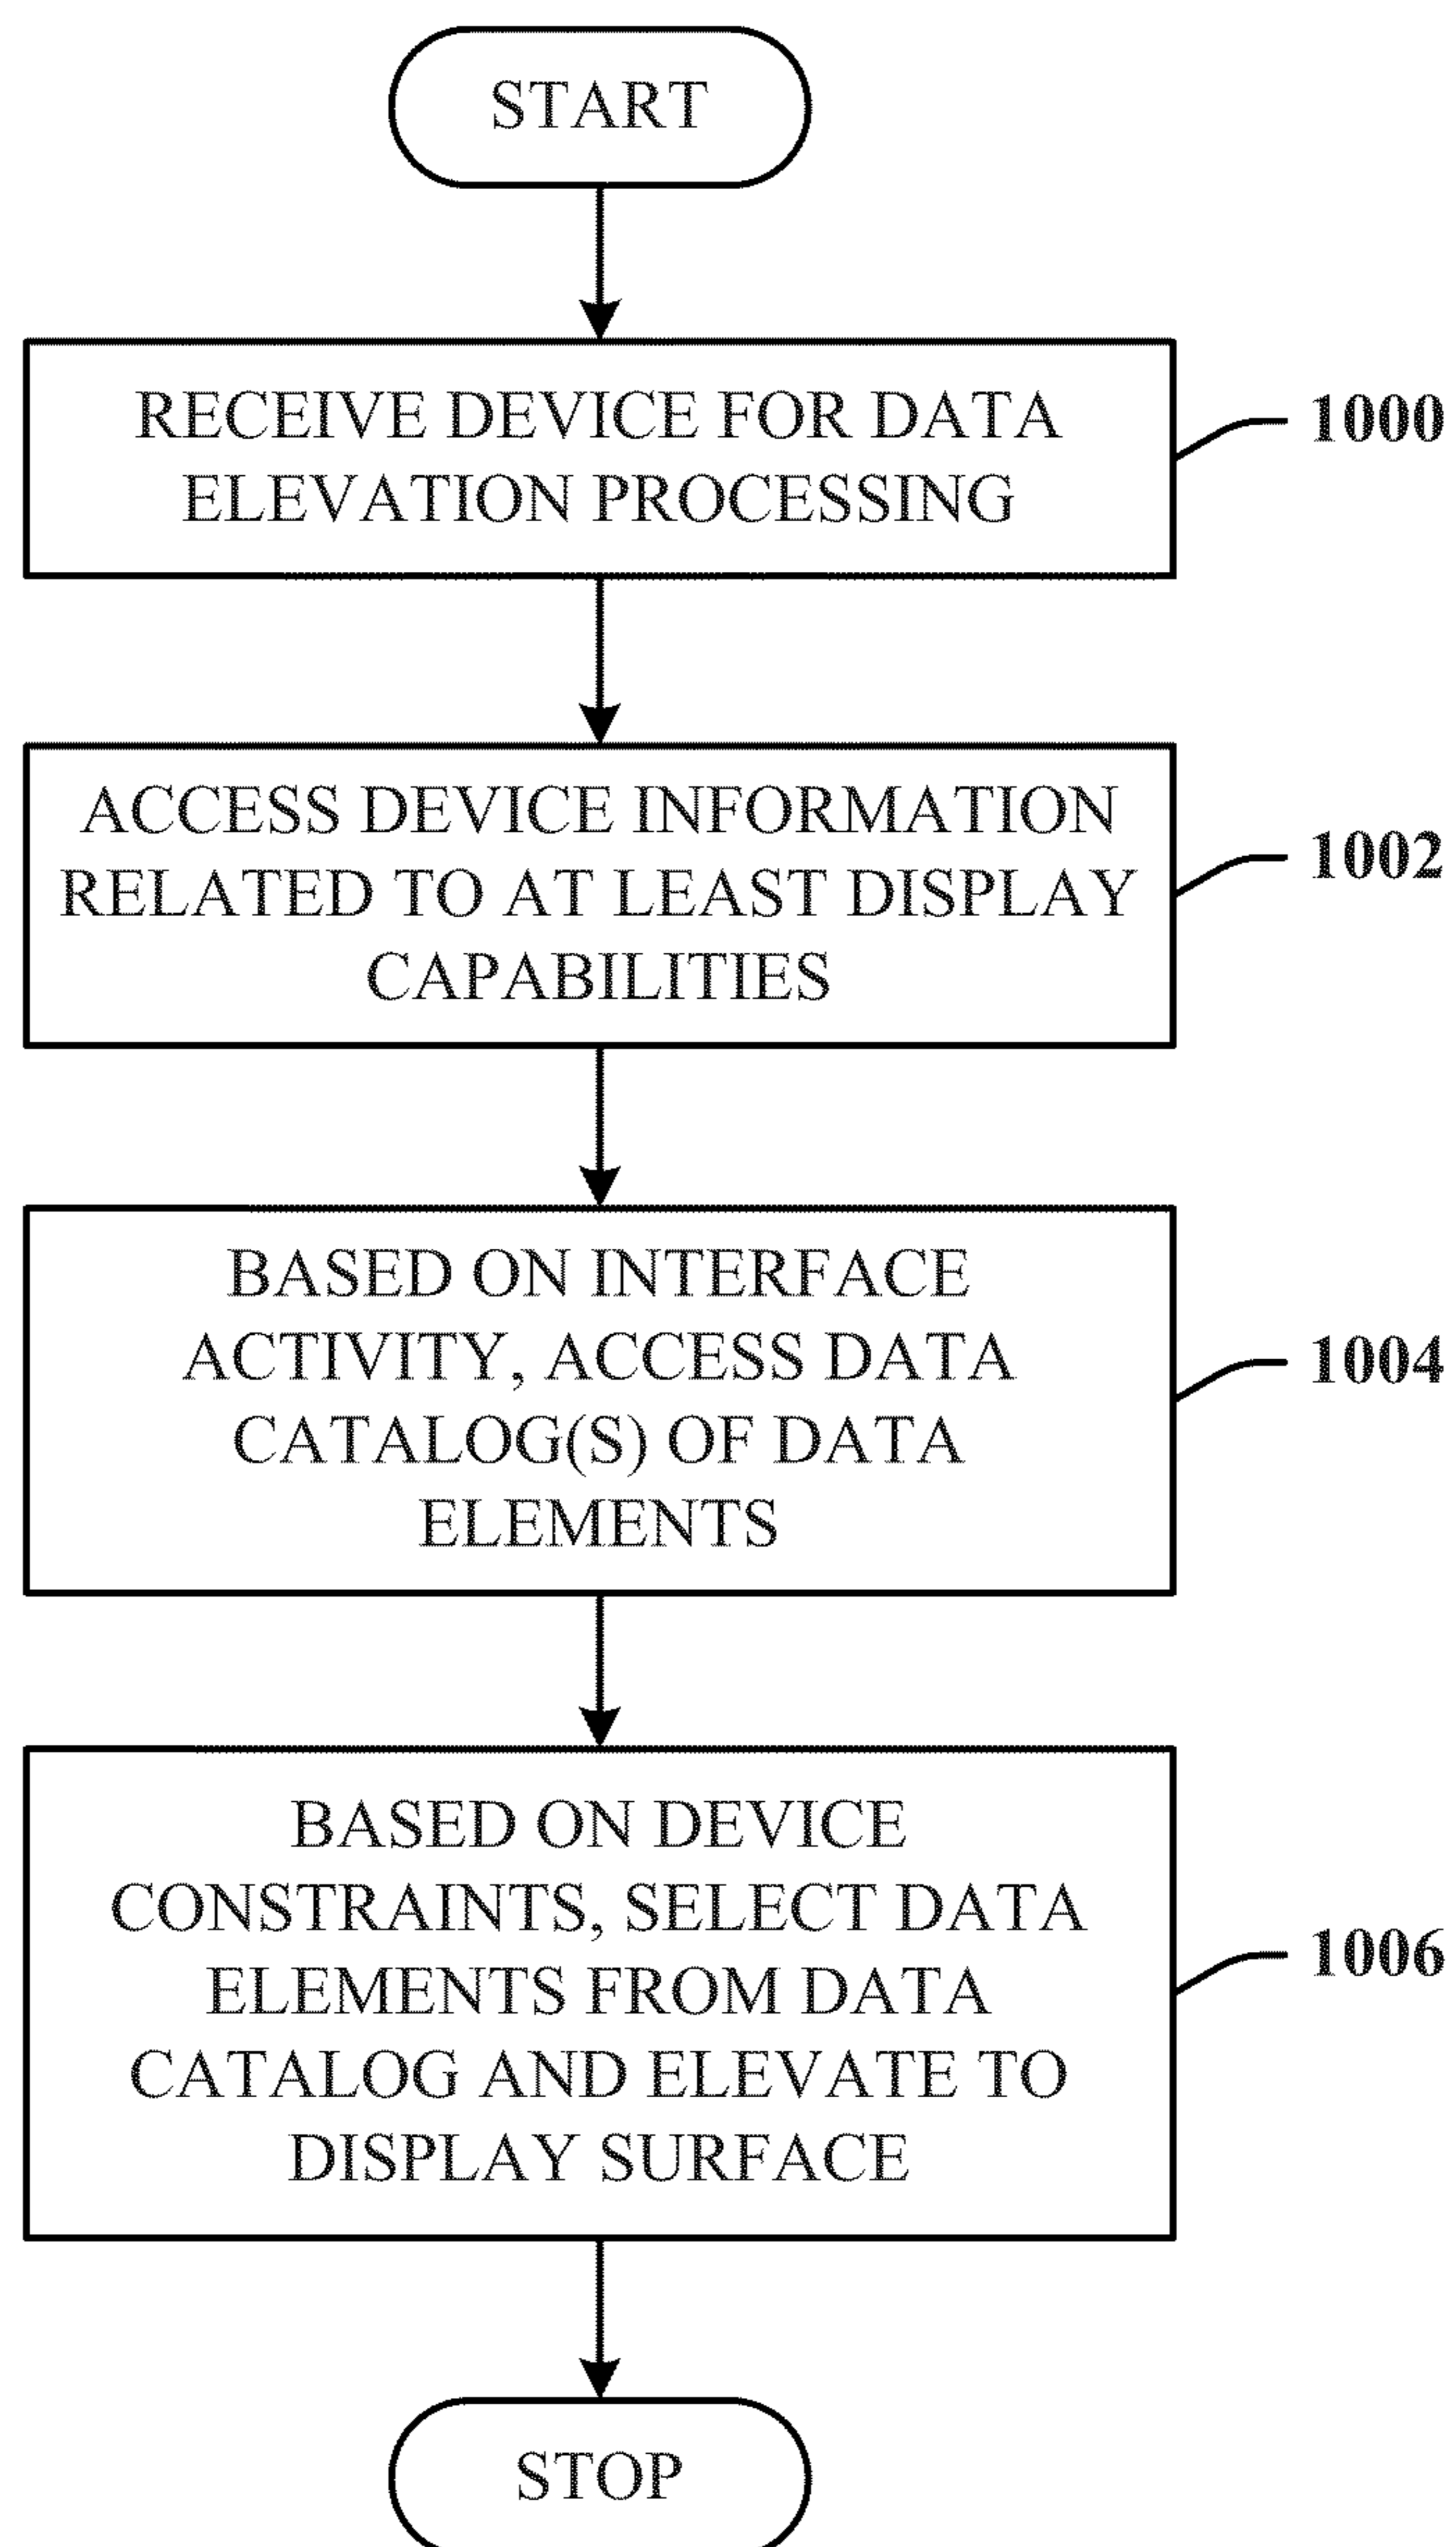 START
RECEIVE DEVICE FOR DATA
ELEVATION PROCESSING
1000
ACCESS DEVICE INFORMATION
RELATED TO AT LEAST DISPLAY
CAPABILITIES
1002
BASED ON INTERFACE
ACTIVITY, ACCESS DATA
CATALOG(S) OF DATA
ELEMENTS
1004
BASED ON DEVICE
CONSTRAINTS, SELECT DATA
ELEMENTS FROM DATA
CATALOG AND ELEVATE TO
DISPLAY SURFACE
1006
STOP